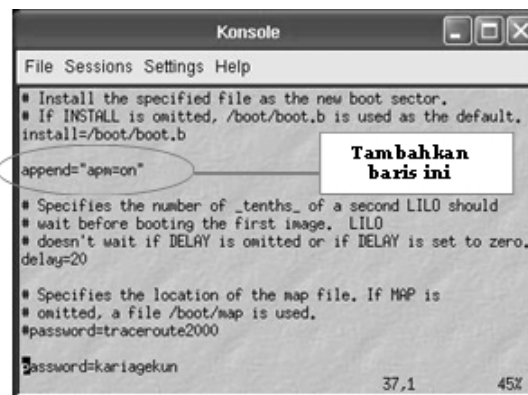 Konsole
File Sessions Settings Help
# Install the specified file as the new boot sector.
# If INSTALL is omitted, /boot/boot.b is used as the default.
install=/boot/boot.b
append="apm=on"
Tambahkan
baris ini
# Specifies the number of _tenths_ of a second LILO should
# wait before booting the first image.  LILO
# doesn't wait if DELAY is omitted or if DELAY is set to zero.
delay=20
# Specifies the location of the map file. If MAP is
# omitted, a file /boot/map is used.
#password=traceroute2000
password=kariagekun
37,1 45%